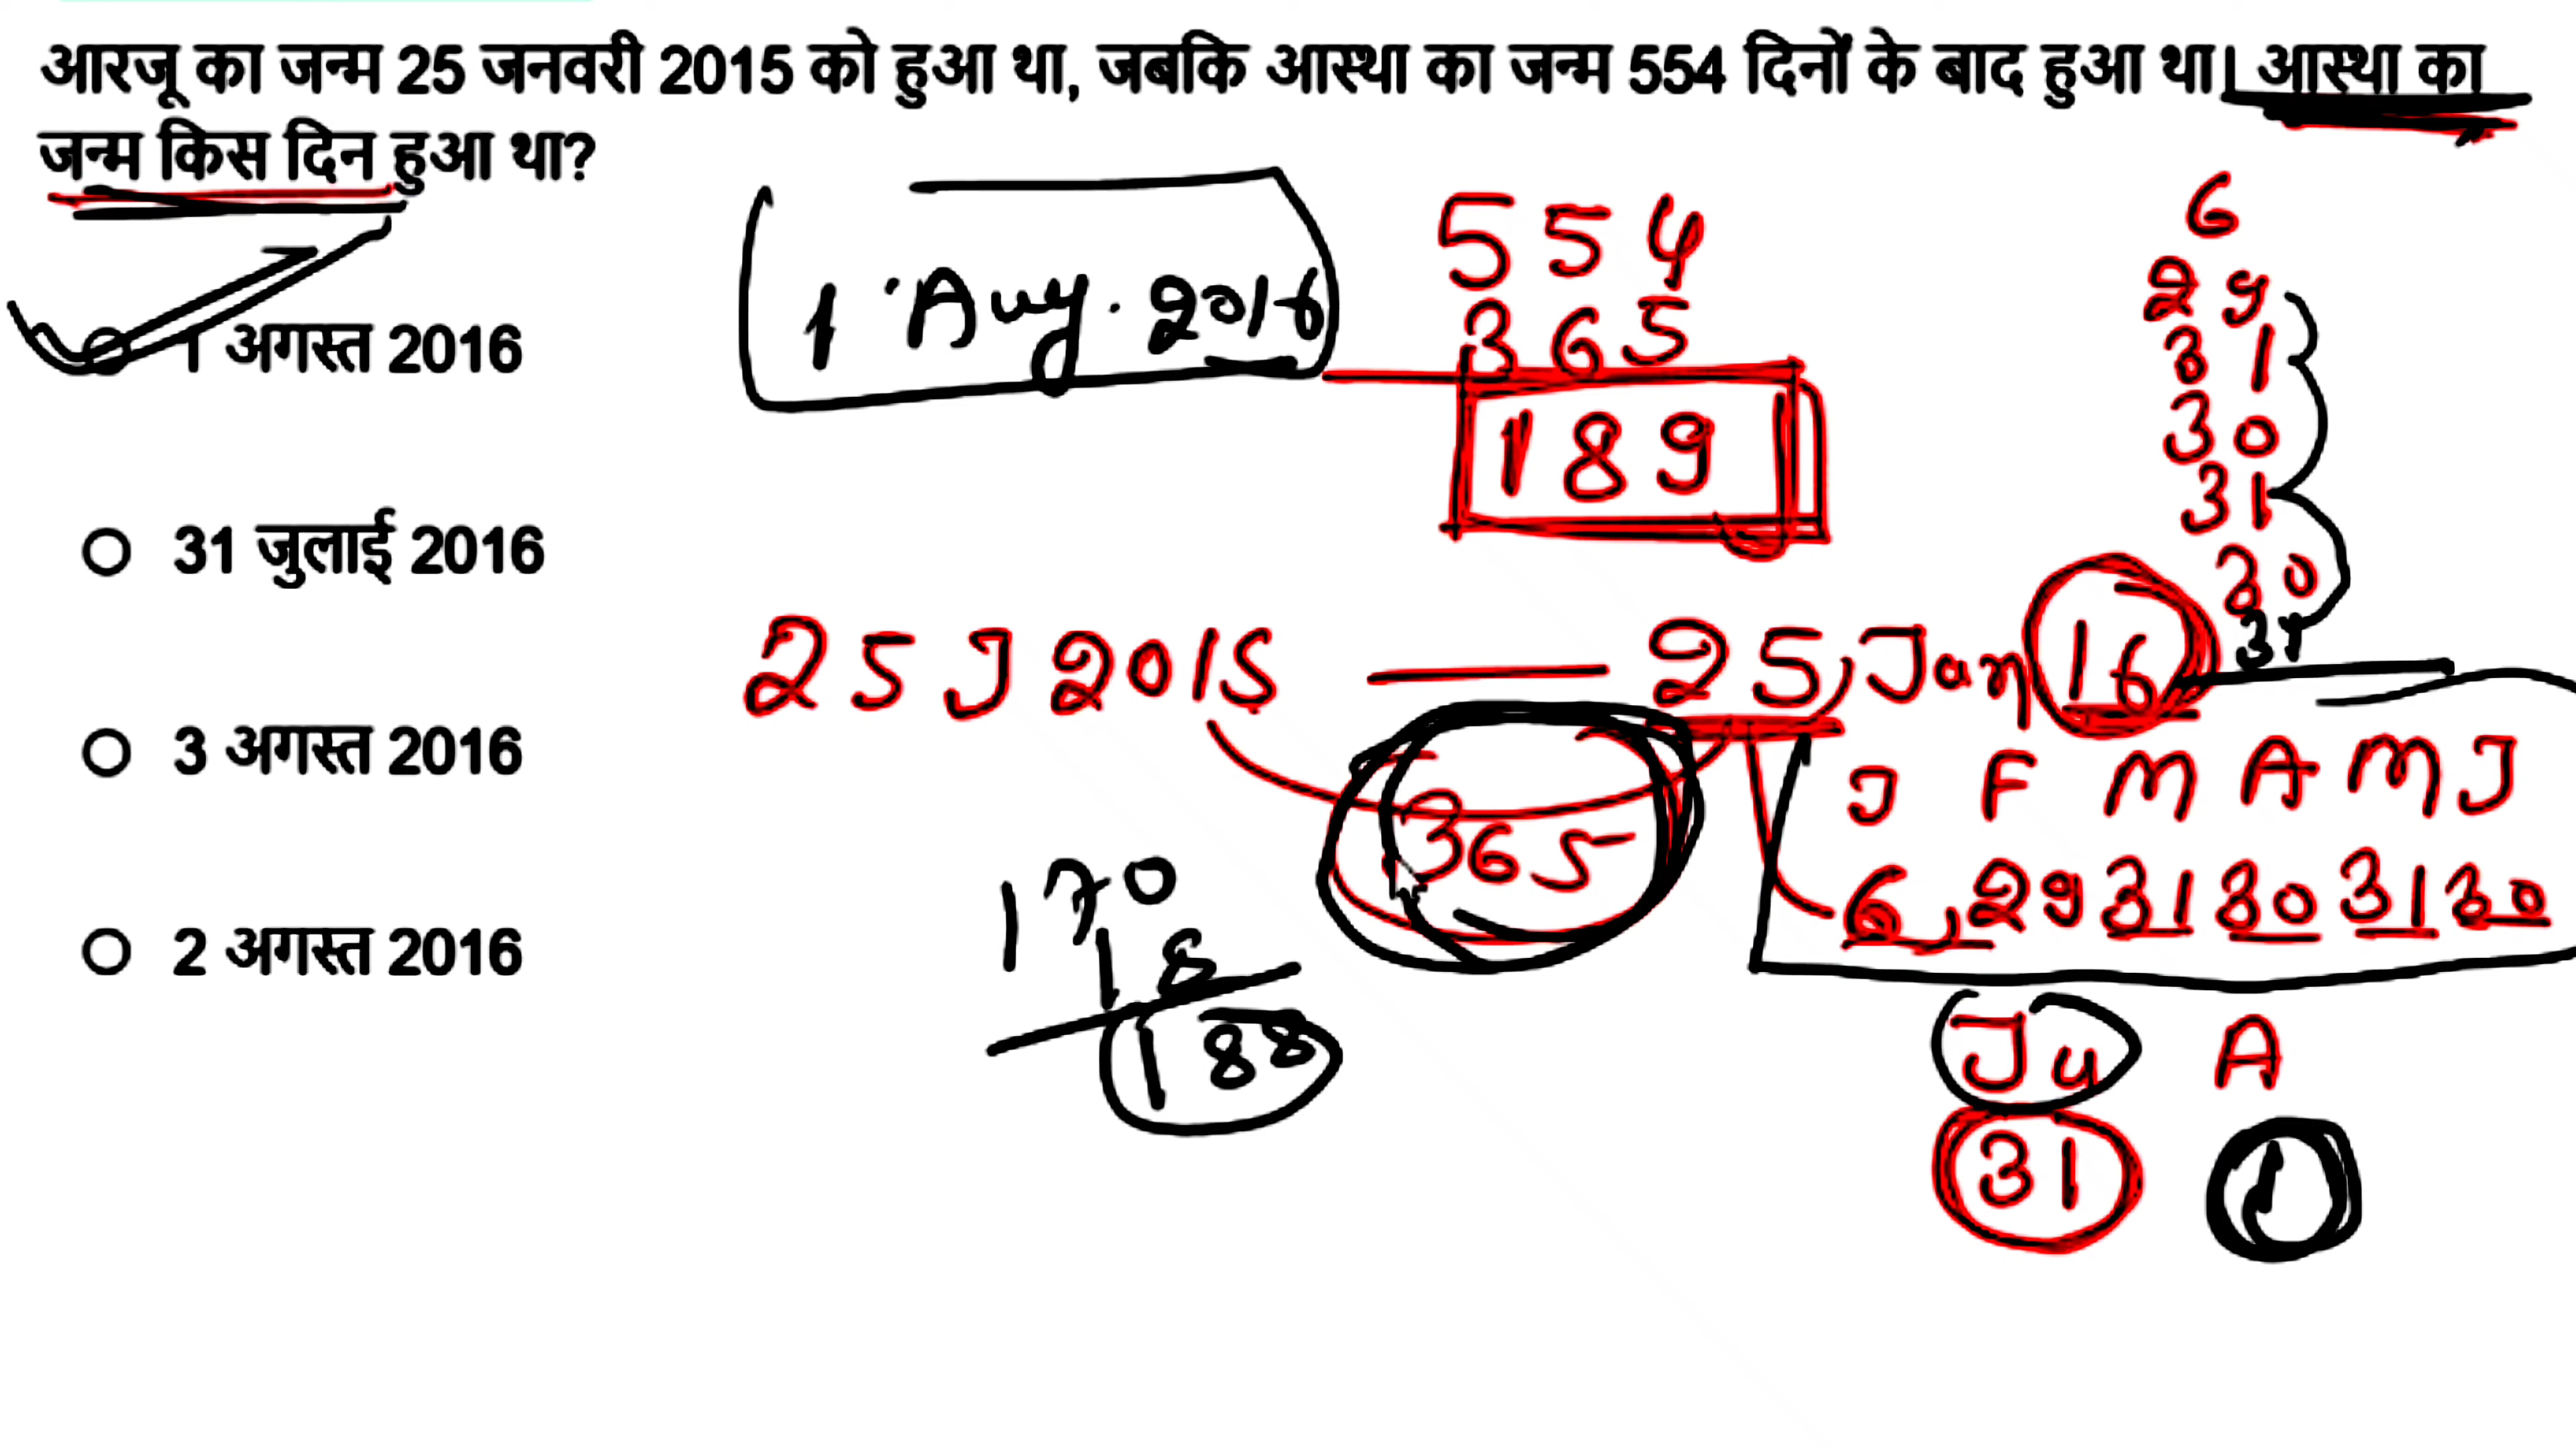 आरजू का जन्म 25 जनवरी 2015 को हुआ था, जबकि आस्था का जन्म 554 दिनों के बाद हुआ था। आस्था का
जन्म किस दिन हुआ था?
1 अगस्त 2016
31 जुलाई 2016
3 अगस्त 2016
2 अगस्त 2016
1 Aug. 2016
554
365
189
6
29
31
30
31
30
31
25 J 2015 — 25 Jan 16
365
J F M A M J
6, 29 31 30 31 30
170
18
188
Ju A
31 1